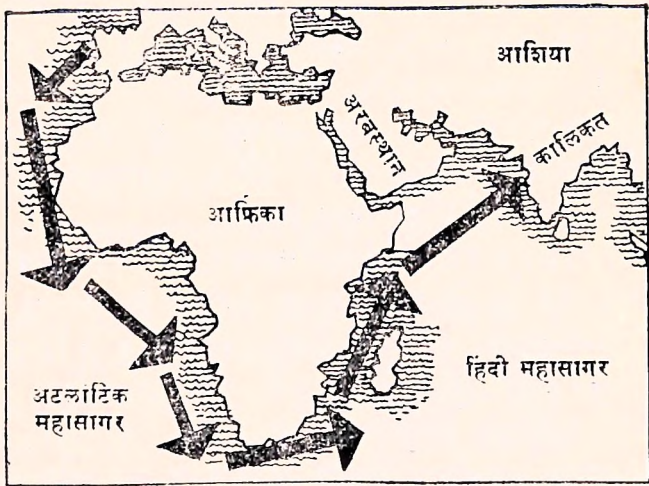 आशिया
अरबस्थान
कालिकत
आफ्रिका
हिंदी महासागर
अटलांटिक
महासागर